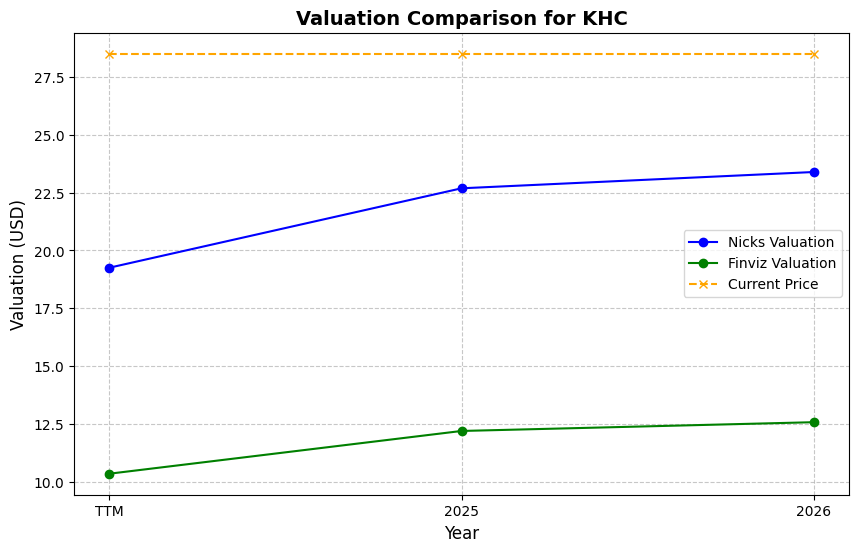 Valuation Comparison for KHC
Valuation (USD)
27.5
25.0
22.5
20.0
17.5
15.0
12.5
10.0
Nicks Valuation
Finviz Valuation
Current Price
TTM
2025
2026
Year